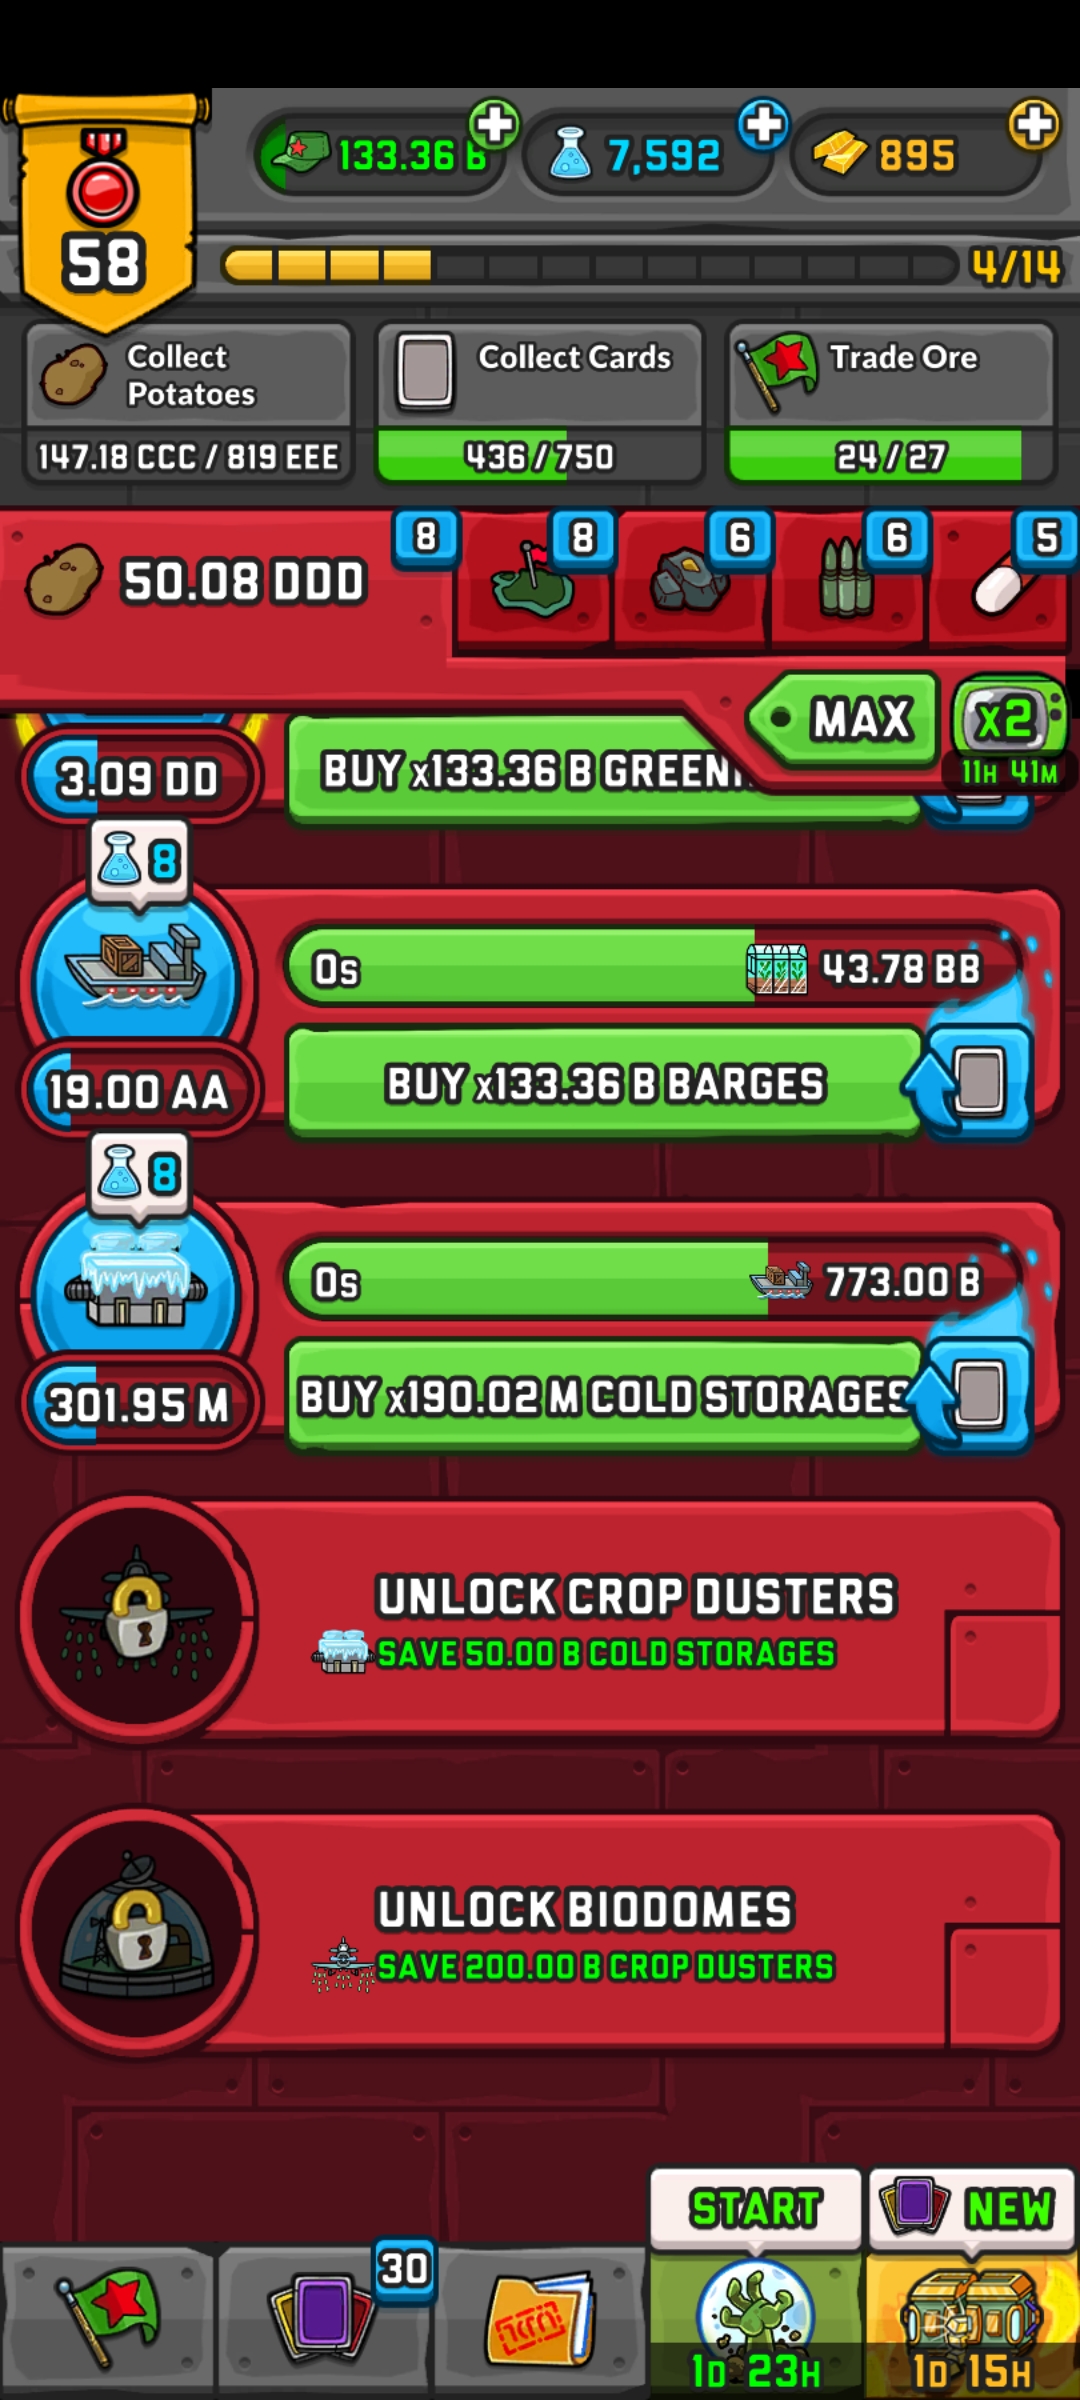 133.36 B
7,592
895
58
4/14
Collect
Potatoes
147.18 CCC / 819 EEE
Collect Cards
436 / 750
Trade Ore
24 / 27
50.08 DDD
8
8
6
6
5
MAX
x2
11H 41M
3.09 DD
BUY x133.36 B
8
0s
43.78 BB
19.00 AA
BUY x133.36 B BARGES
8
0s
773.00 B
301.95 M
BUY x190.02 M COLD STORAGES
UNLOCK CROP DUSTERS
SAVE 50.00 B COLD STORAGES
UNLOCK BIODOMES
SAVE 200.00 B CROP DUSTERS
START
NEW
30
1D 23H
1D 15H